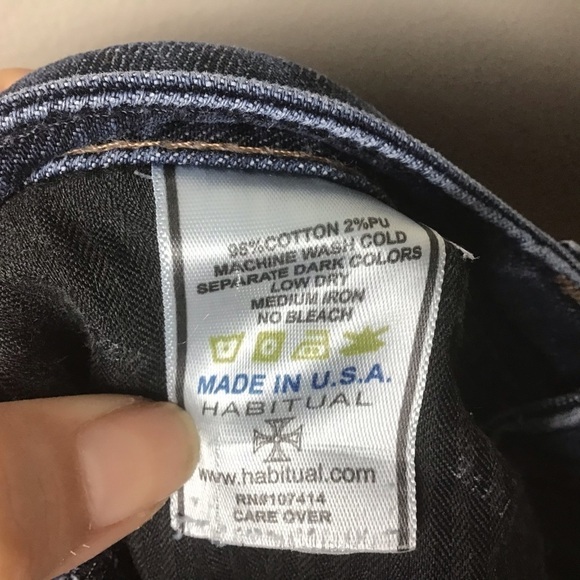 98%COTTON 2%PU
MACHINE WASH COLD
SEPARATE DARK COLORS
LOW DRY
MEDIUM IRON
NO BLEACH
MADE IN U.S.A.
HABITUAL
www.habitual.com
RN#107414
CARE OVER